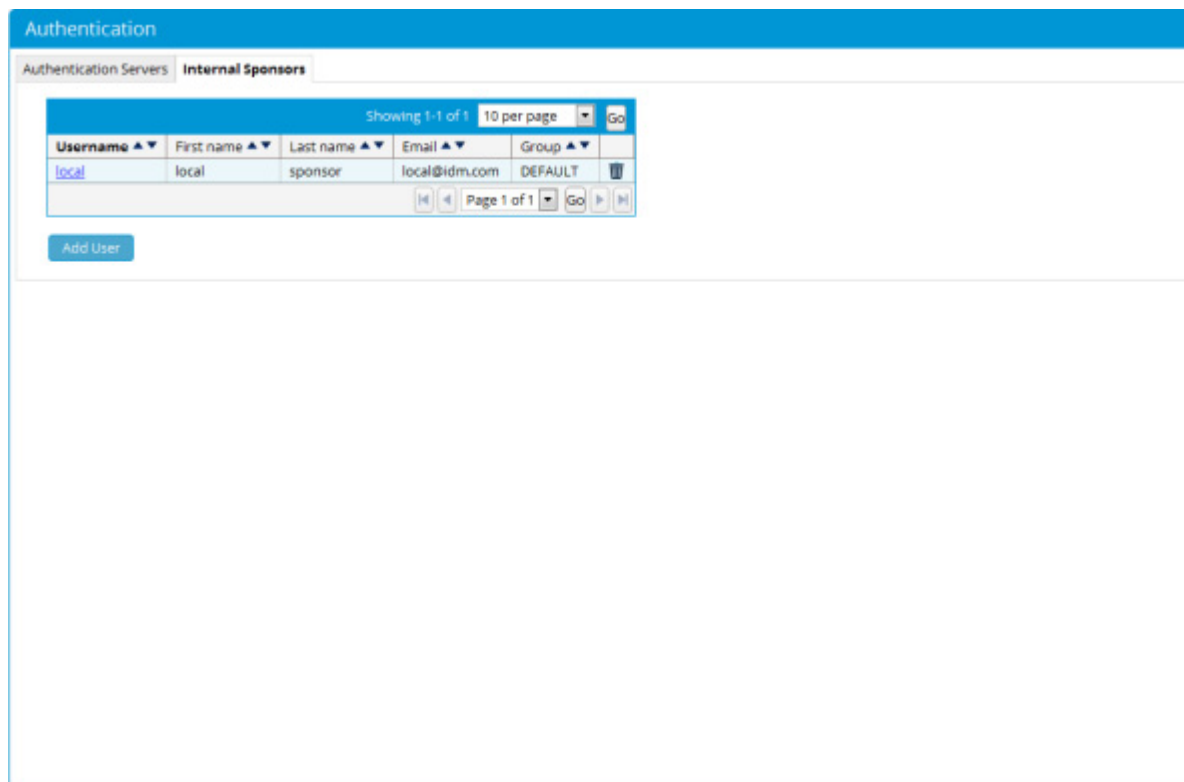 Authentication
Authentication Servers Internal Sponsors
Showing 1-1 of 1 10 per page Go
Username First name Last name Email Group
local local sponsor local@idm.com DEFAULT
Page 1 of 1 Go
Add User